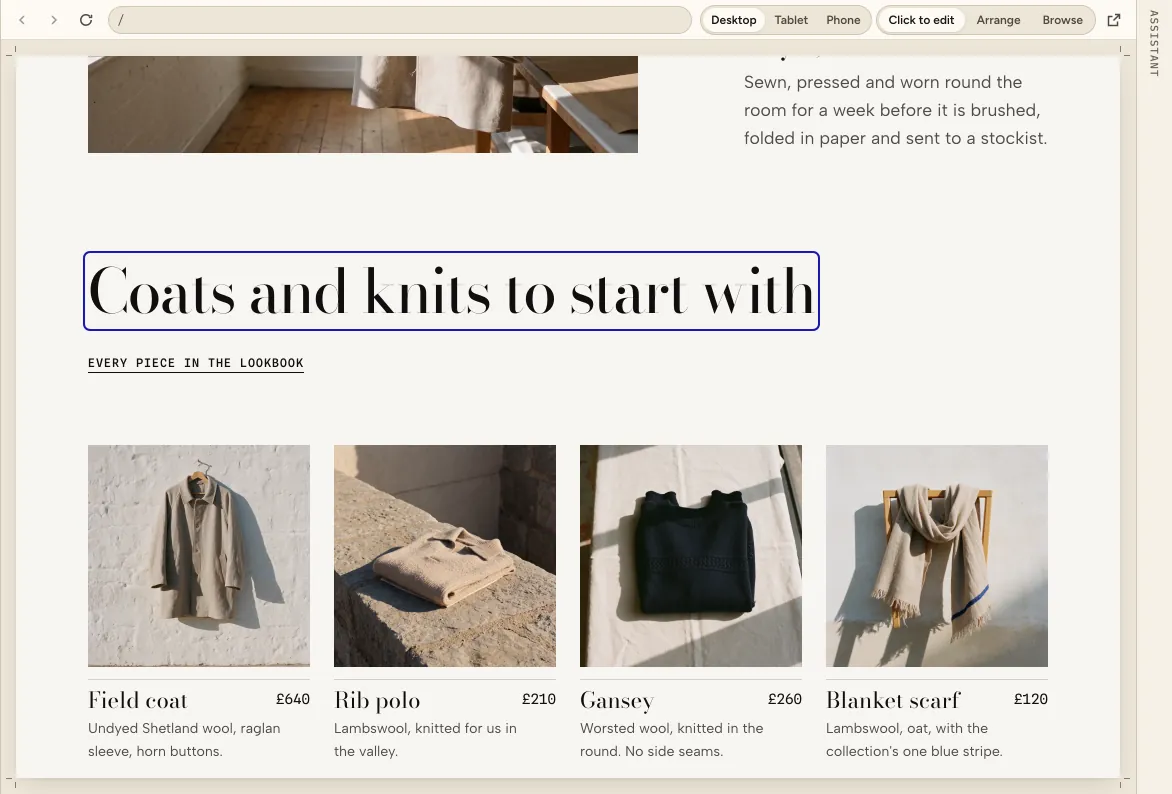 /
Desktop
Tablet
Phone
Click to edit
Arrange
Browse
ASSISTANT
Sewn, pressed and worn round the
room for a week before it is brushed,
folded in paper and sent to a stockist.
Coats and knits to start with
EVERY PIECE IN THE LOOKBOOK
Field coat £640
Undyed Shetland wool, raglan
sleeve, horn buttons.
Rib polo £210
Lambswool, knitted for us in
the valley.
Gansey £260
Worsted wool, knitted in the
round. No side seams.
Blanket scarf £120
Lambswool, oat, with the
collection's one blue stripe.